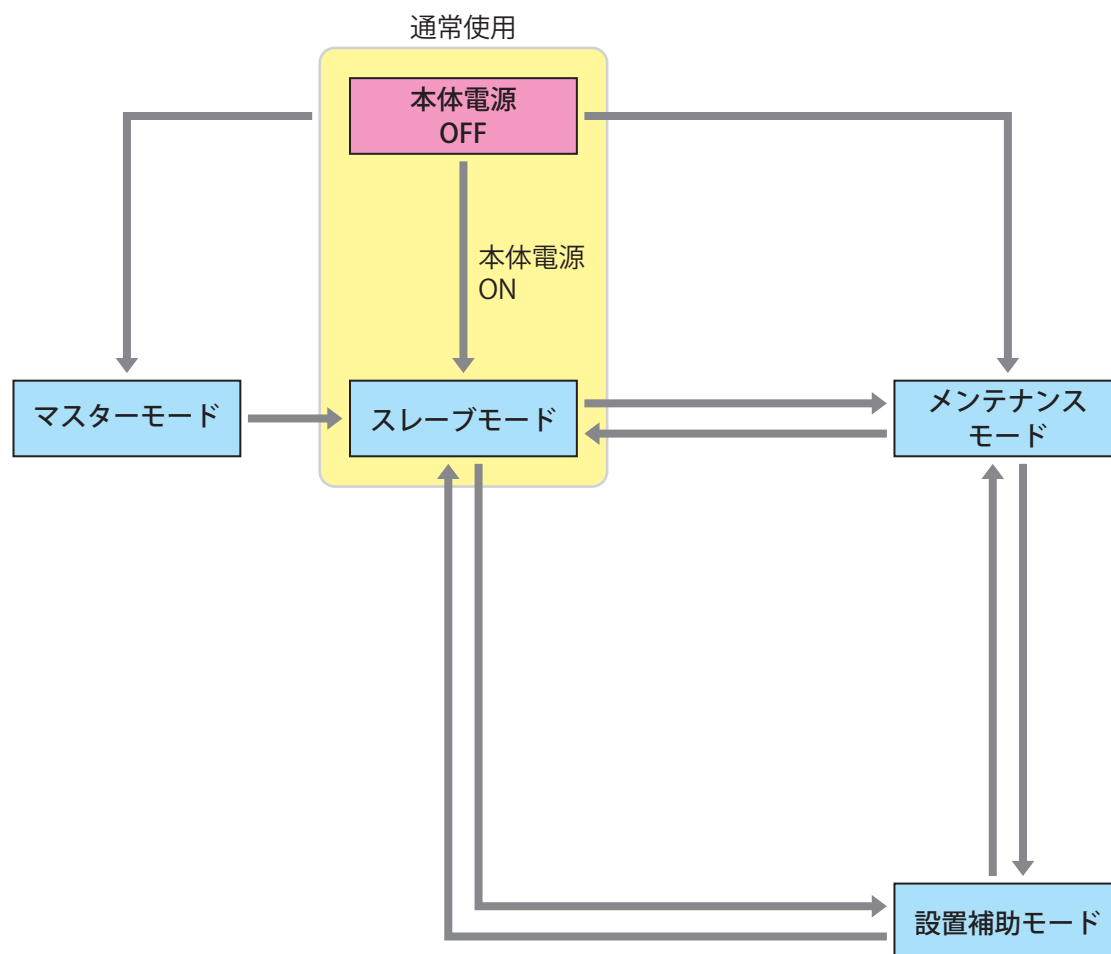 通常使用
本体電源
OFF
本体電源
ON
マスターモード
スレーブモード
メンテナンス
モード
設置補助モード